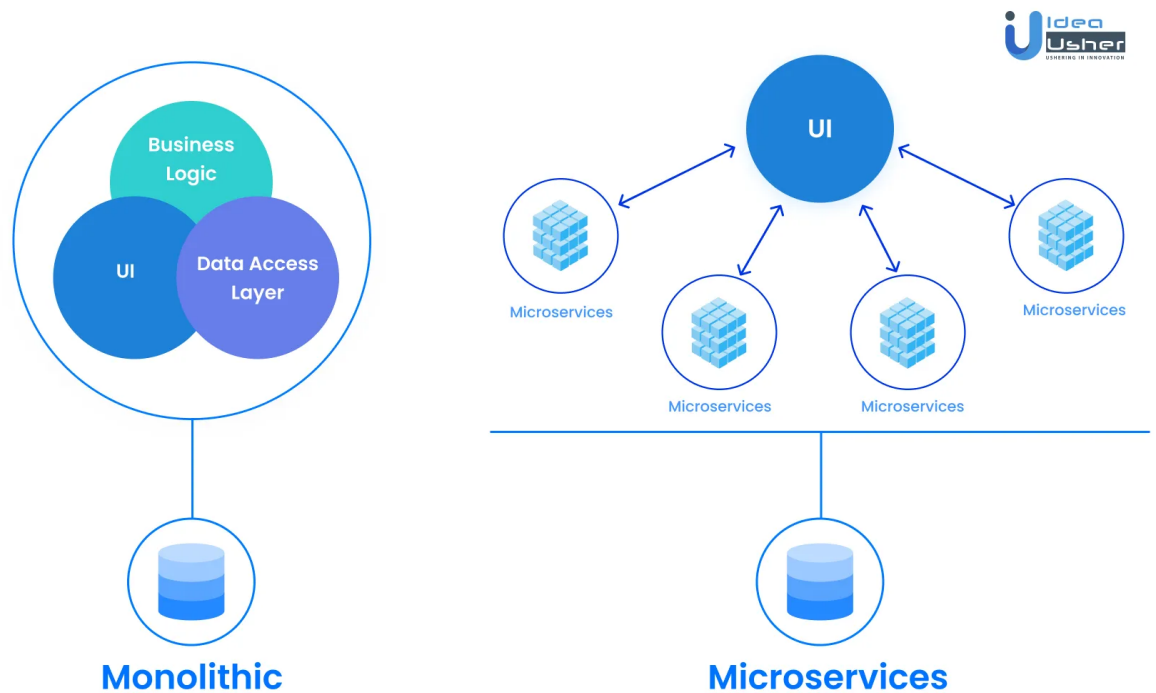 Idea
Usher
USHERING IN INNOVATION
Business
Logic
UI
Data Access
Layer
Monolithic
UI
Microservices
Microservices
Microservices
Microservices
Microservices